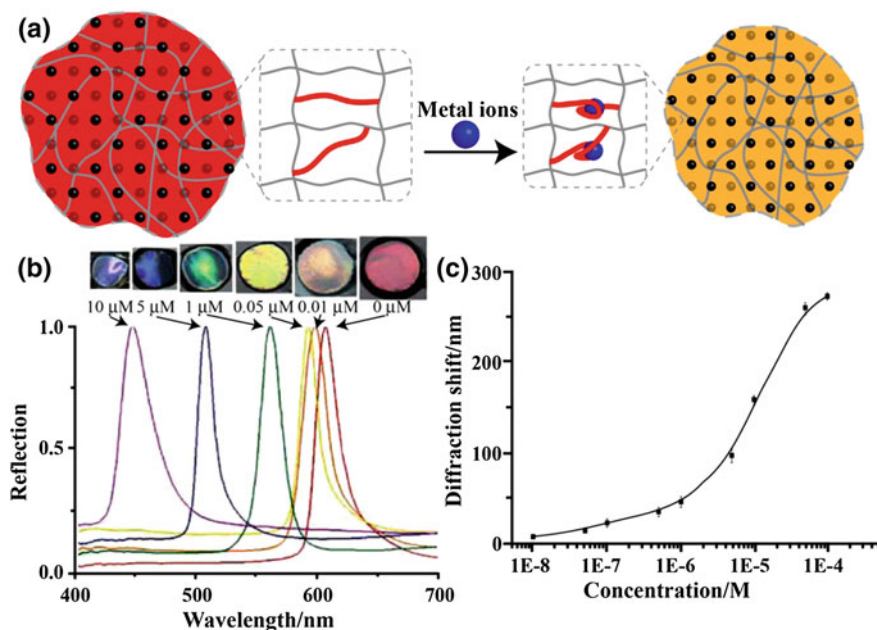 (a)
Metal ions
(b)
10 μM 5 μM 1 μM 0.05 μM 0.01 μM 0 μM
1.0
0.5
0.0
Reflection
400 500 600 700
Wavelength/nm
(c)
300
200
100
0
Diffraction shift/nm
1E-8 1E-7 1E-6 1E-5 1E-4
Concentration/M